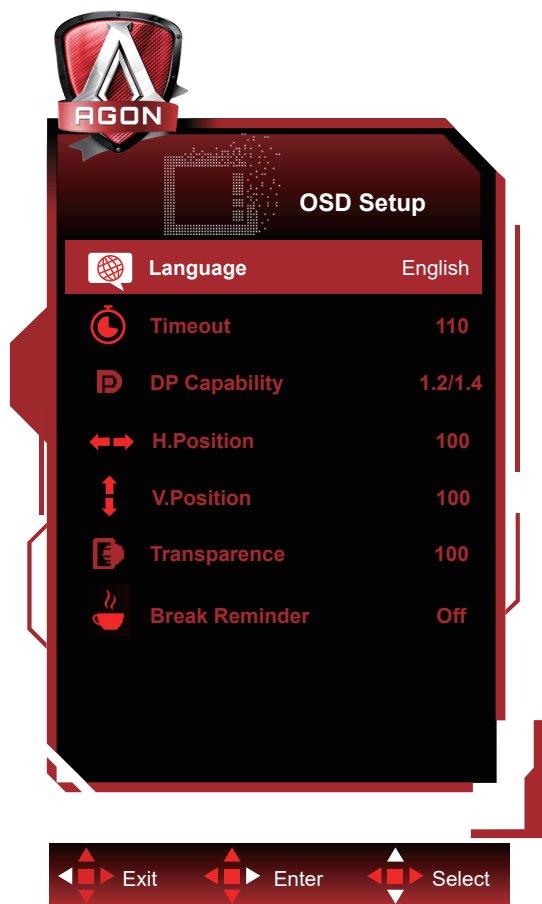 AGON
OSD Setup
Language English
Timeout 110
DP Capability 1.2/1.4
H.Position 100
V.Position 100
Transparence 100
Break Reminder Off
Exit Enter Select